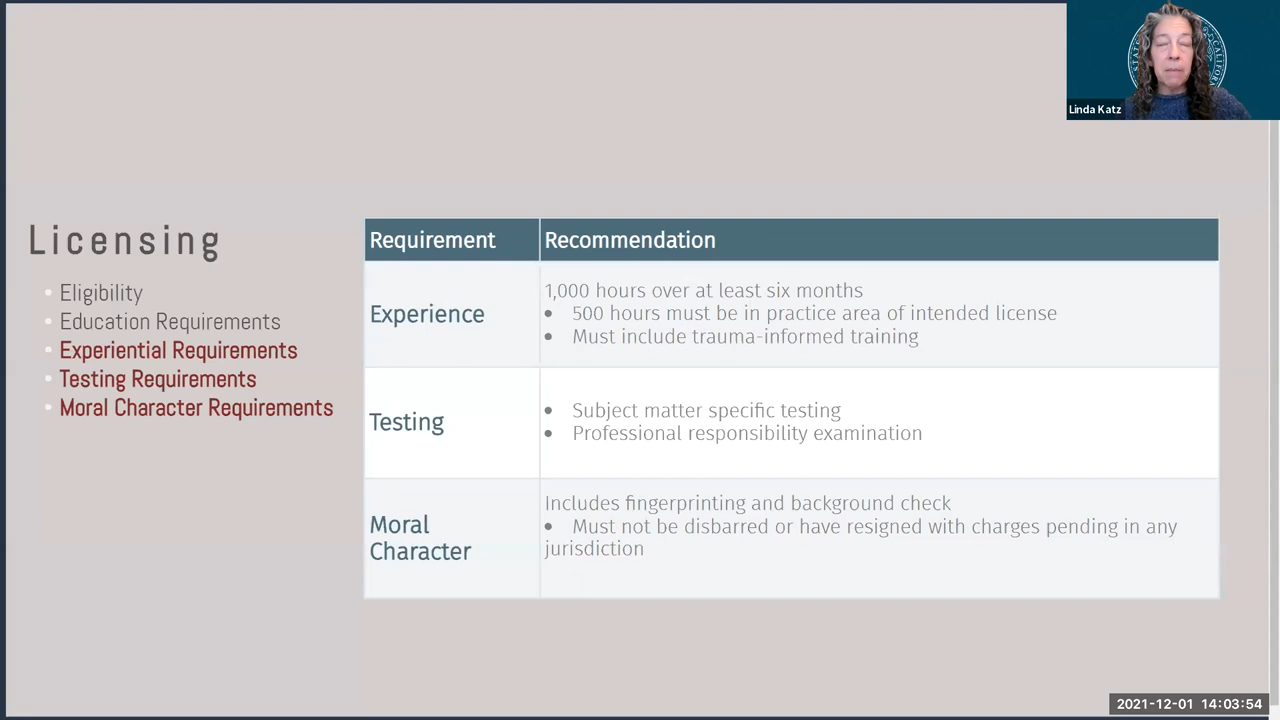 STATE
CALIFORN
Linda Katz
Licensing
• Eligibility
• Education Requirements
• Experiential Requirements
• Testing Requirements
• Moral Character Requirements
Requirement Recommendation
Experience
1,000 hours over at least six months
• 500 hours must be in practice area of intended license
• Must include trauma-informed training
Testing
• Subject matter specific testing
• Professional responsibility examination
Moral
Character
Includes fingerprinting and background check
• Must not be disbarred or have resigned with charges pending in any
jurisdiction
2021-12-01 14:03:54